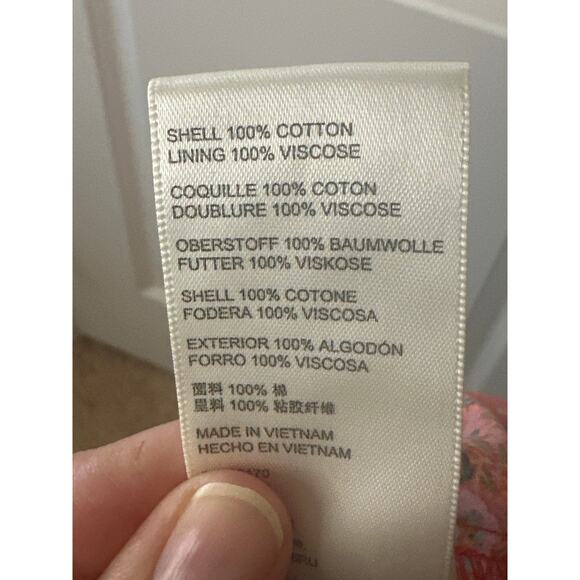 SHELL 100% COTTON
LINING 100% VISCOSE
COQUILLE 100% COTON
DOUBLURE 100% VISCOSE
OBERSTOFF 100% BAUMWOLLE
FUTTER 100% VISKOSE
SHELL 100% COTONE
FODERA 100% VISCOSA
EXTERIOR 100% ALGODÓN
FORRO 100% VISCOSA
面料 100% 棉
里料 100% 粘胶纤维
MADE IN VIETNAM
HECHO EN VIETNAM